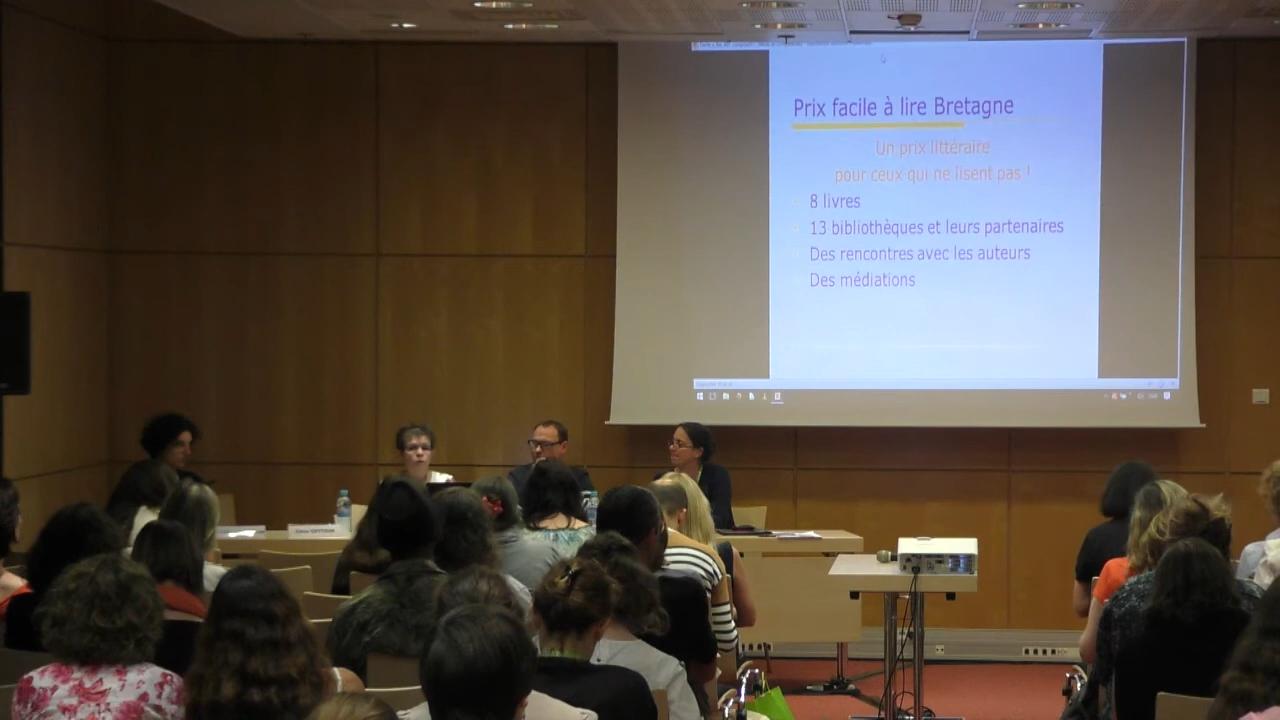 Prix facile à lire Bretagne
Un prix littéraire
pour ceux qui ne lisent pas !
8 livres
13 bibliothèques et leurs partenaires
Des rencontres avec les auteurs
Des médiations